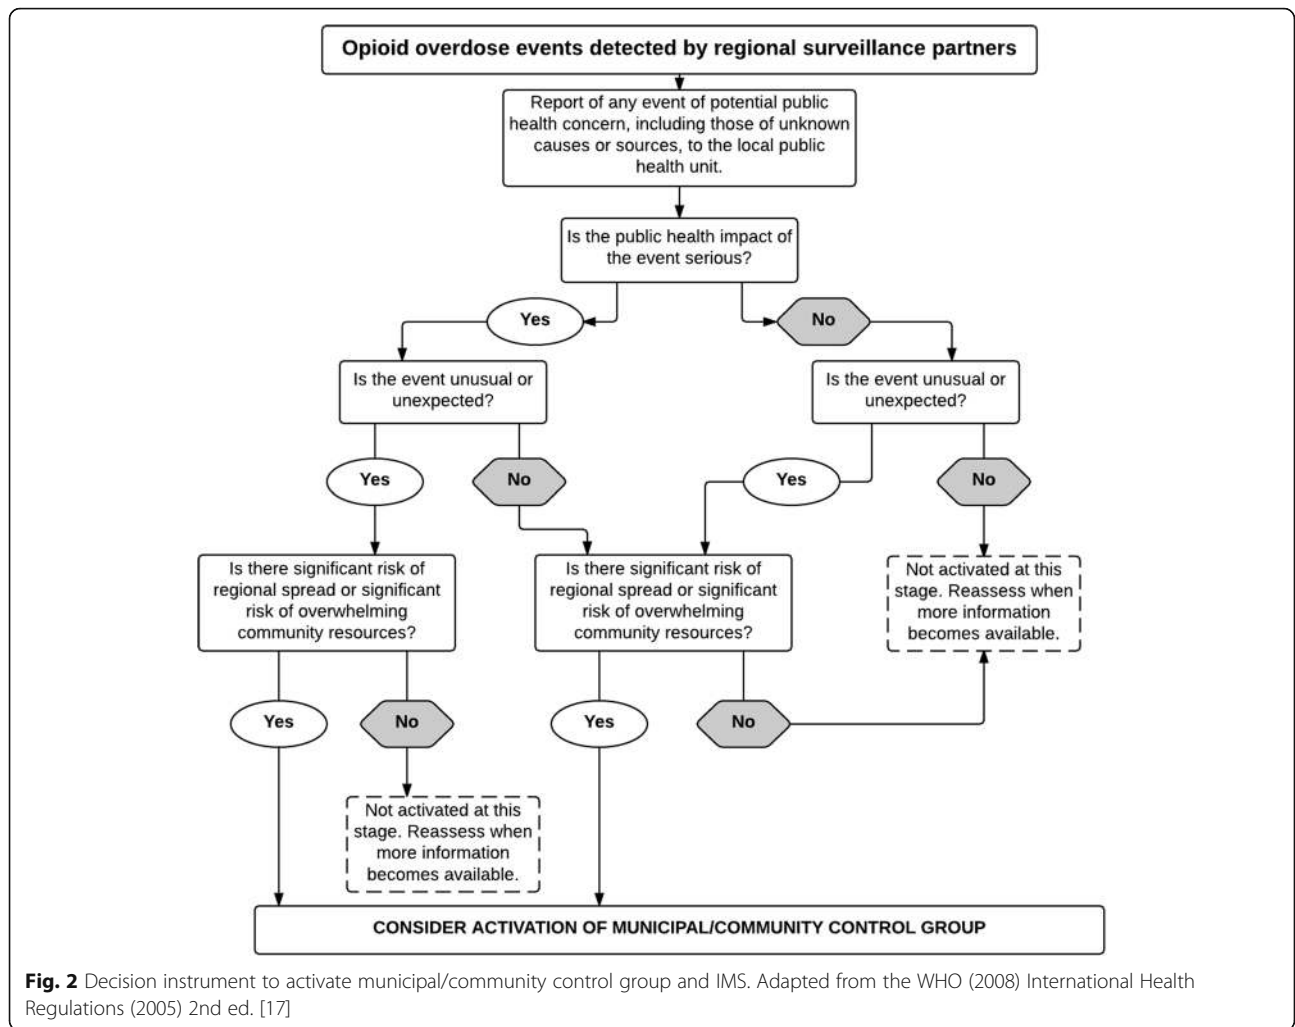 Opioid overdose events detected by regional surveillance partners
Report of any event of potential public
health concern, including those of unknown
causes or sources, to the local public
health unit.
Is the public health impact of
the event serious?
Yes
No
Is the event unusual or
unexpected?
Is the event unusual or
unexpected?
Yes
No
Yes
No
Is there significant risk of
regional spread or significant
risk of overwhelming
community resources?
Is there significant risk of
regional spread or significant
risk of overwhelming
community resources?
Not activated at this
stage. Reassess when
more information
becomes available.
Yes
No
Yes
No
Not activated at this
stage. Reassess when
more information
becomes available.
CONSIDER ACTIVATION OF MUNICIPAL/COMMUNITY CONTROL GROUP
Fig. 2 Decision instrument to activate municipal/community control group and IMS. Adapted from the WHO (2008) International Health
Regulations (2005) 2nd ed. [17]